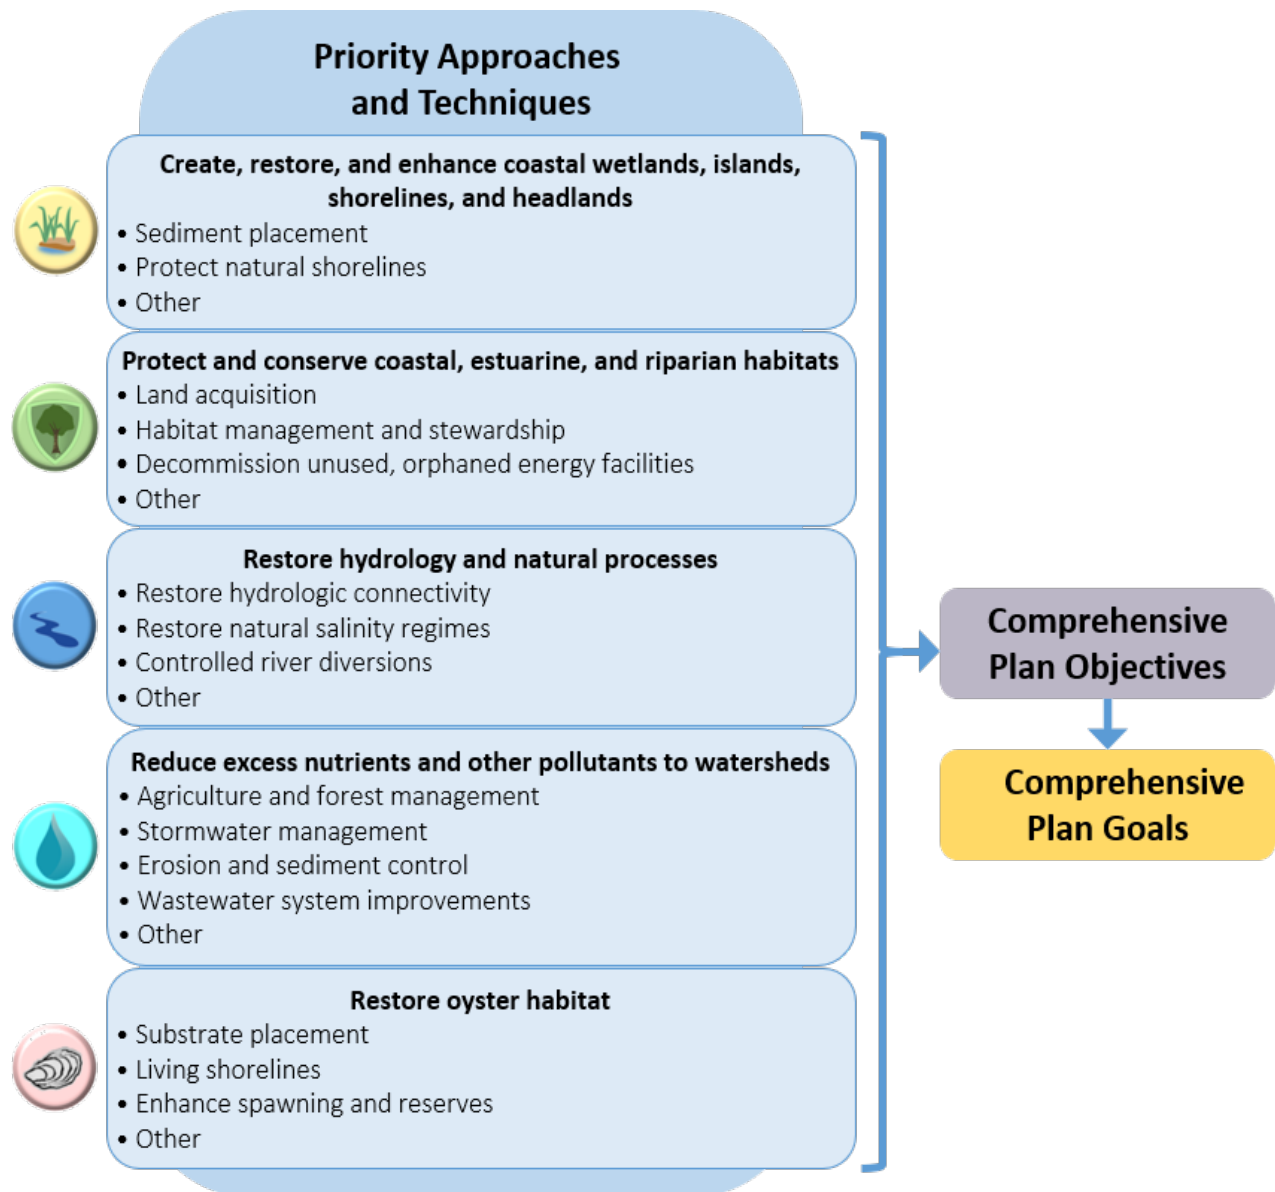 Priority Approaches
and Techniques
Create, restore, and enhance coastal wetlands, islands,
shorelines, and headlands
• Sediment placement
• Protect natural shorelines
• Other
Protect and conserve coastal, estuarine, and riparian habitats
• Land acquisition
• Habitat management and stewardship
• Decommission unused, orphaned energy facilities
• Other
Restore hydrology and natural processes
• Restore hydrologic connectivity
• Restore natural salinity regimes
• Controlled river diversions
• Other
Reduce excess nutrients and other pollutants to watersheds
• Agriculture and forest management
• Stormwater management
• Erosion and sediment control
• Wastewater system improvements
• Other
Restore oyster habitat
• Substrate placement
• Living shorelines
• Enhance spawning and reserves
• Other
Comprehensive
Plan Objectives
Comprehensive
Plan Goals